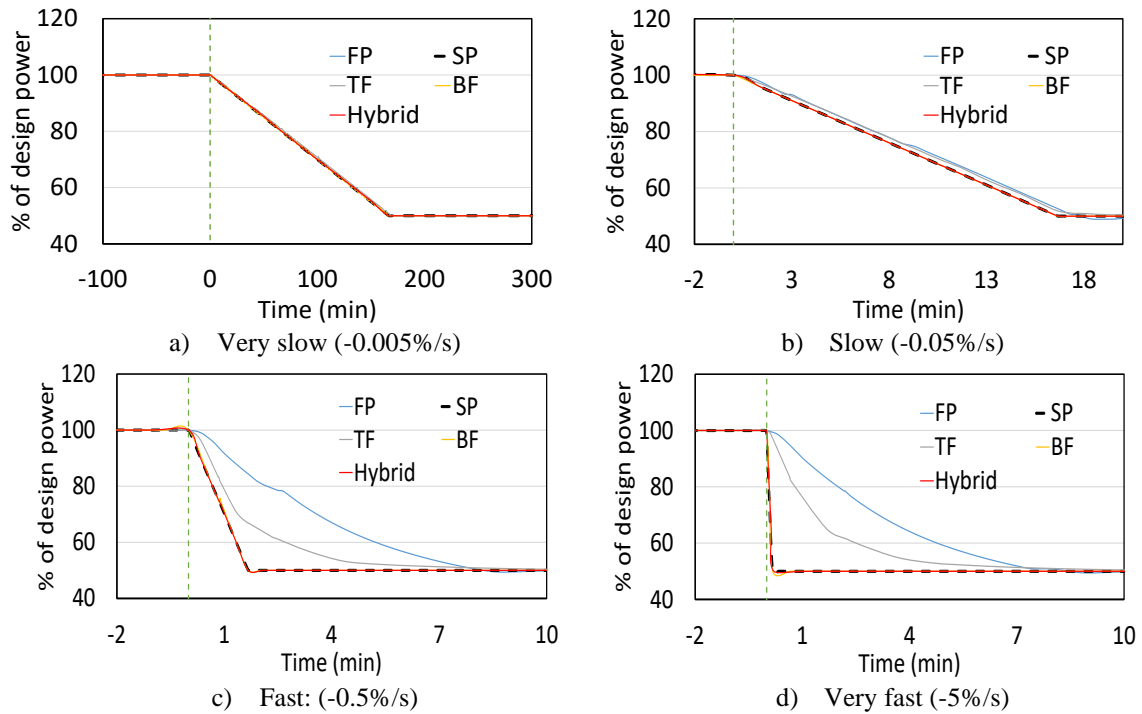 120
100
80
60
40
% of design power
FP SP
TF BF
Hybrid
-100 0 100 200 300
Time (min)
a) Very slow (-0.005%/s)
120
100
80
60
40
% of design power
FP SP
TF BF
Hybrid
-2 3 8 13 18
Time (min)
b) Slow (-0.05%/s)
120
100
80
60
40
% of design power
FP SP
TF BF
Hybrid
-2 1 4 7 10
Time (min)
c) Fast: (-0.5%/s)
120
100
80
60
40
% of design power
FP SP
TF BF
Hybrid
-2 1 4 7 10
Time (min)
d) Very fast (-5%/s)